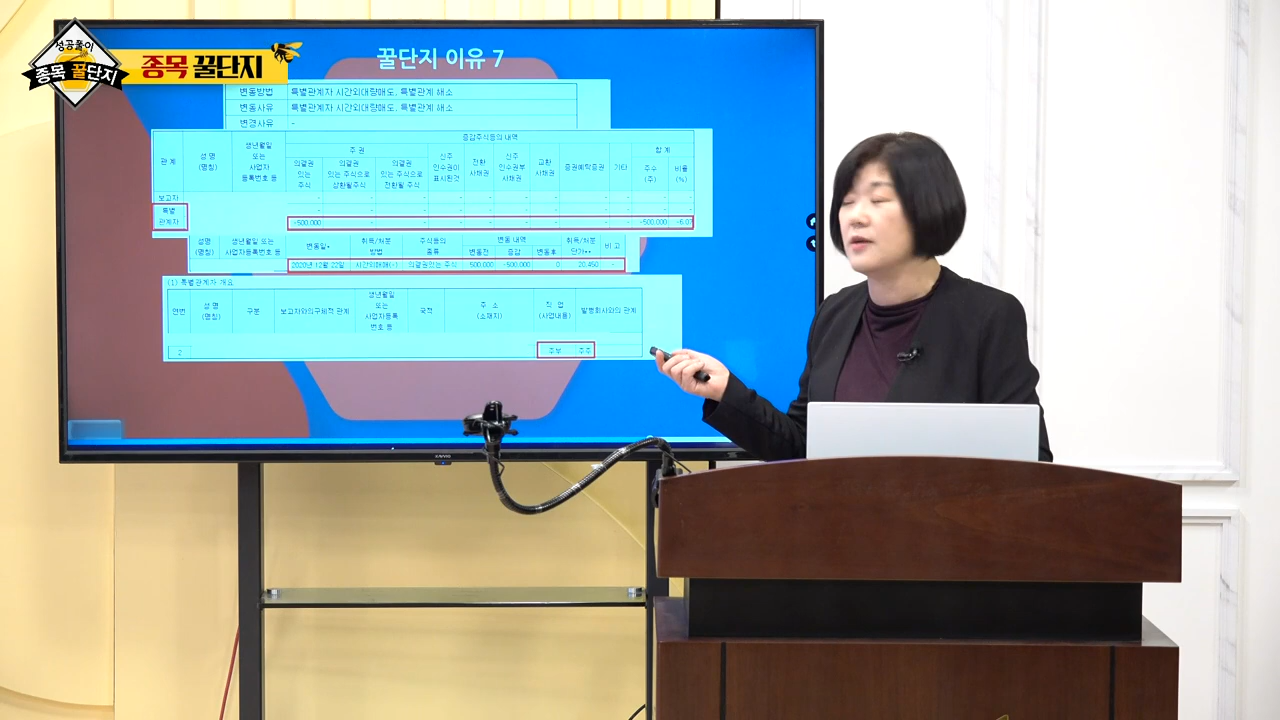 성공풀이
종목 꿀단지
종목 꿀단지
꿀단지 이유 7
변동방법 특별관계자 시간외대량매도, 특별관계 해소
변동사유 특별관계자 시간외대량매도, 특별관계 해소
변경사유 -
증감주식등의 내역
관 계 성 명 (명칭) 생년월일 또는 사업자 등록번호 등 주 권 합 계
의결권 있는 주식 의결권 있는 주식으로 상환될주식 의결권 있는 주식으로 전환될 주식 신주 인수권이 표시된것 전환 사채권 신주 인수권부 사채권 교환 사채권 증권예탁증권 기타 주수 (주) 비율 (%)
보고자 - - - - - - - - - - -
특별 관계자 - - - - - - - - - - -
-500,000 - - - - - - - - -500,000
성명 (명칭) 생년월일 또는 사업자등록번호 등 변동일* 취득/처분 방법 주식등의 종류 변동 내역 취득/처분 단가** 비 고
변동전 증감 변동후
2020년 12월 22일 시간외매매(-) 의결권있는 주식 500,000 -500,000 0 20,450 -
(1) 특별관계자 개요
연번 성 명 (명칭) 구분 보고자와의구체적 관계 생년월일 또는 사업자등록 번호 등 국적 주 소 (소재지) 직 업 (사업내용) 발행회사와의 관계
2 주부 주주